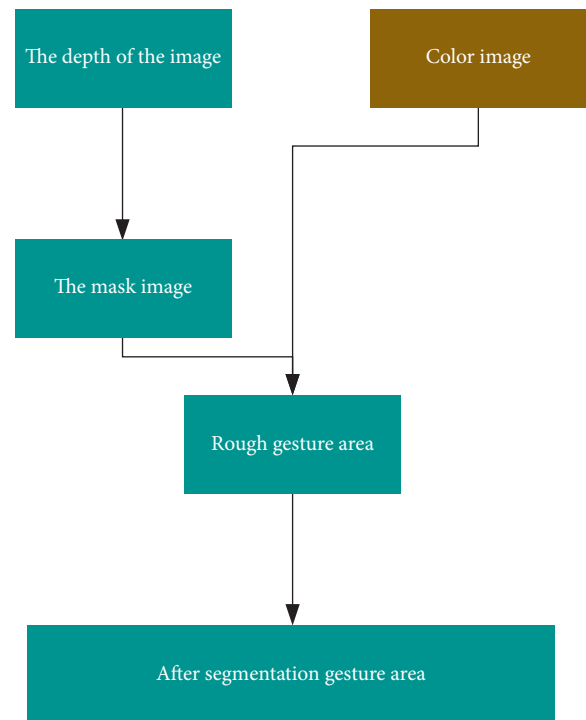 The depth of the image
Color image
The mask image
Rough gesture area
After segmentation gesture area